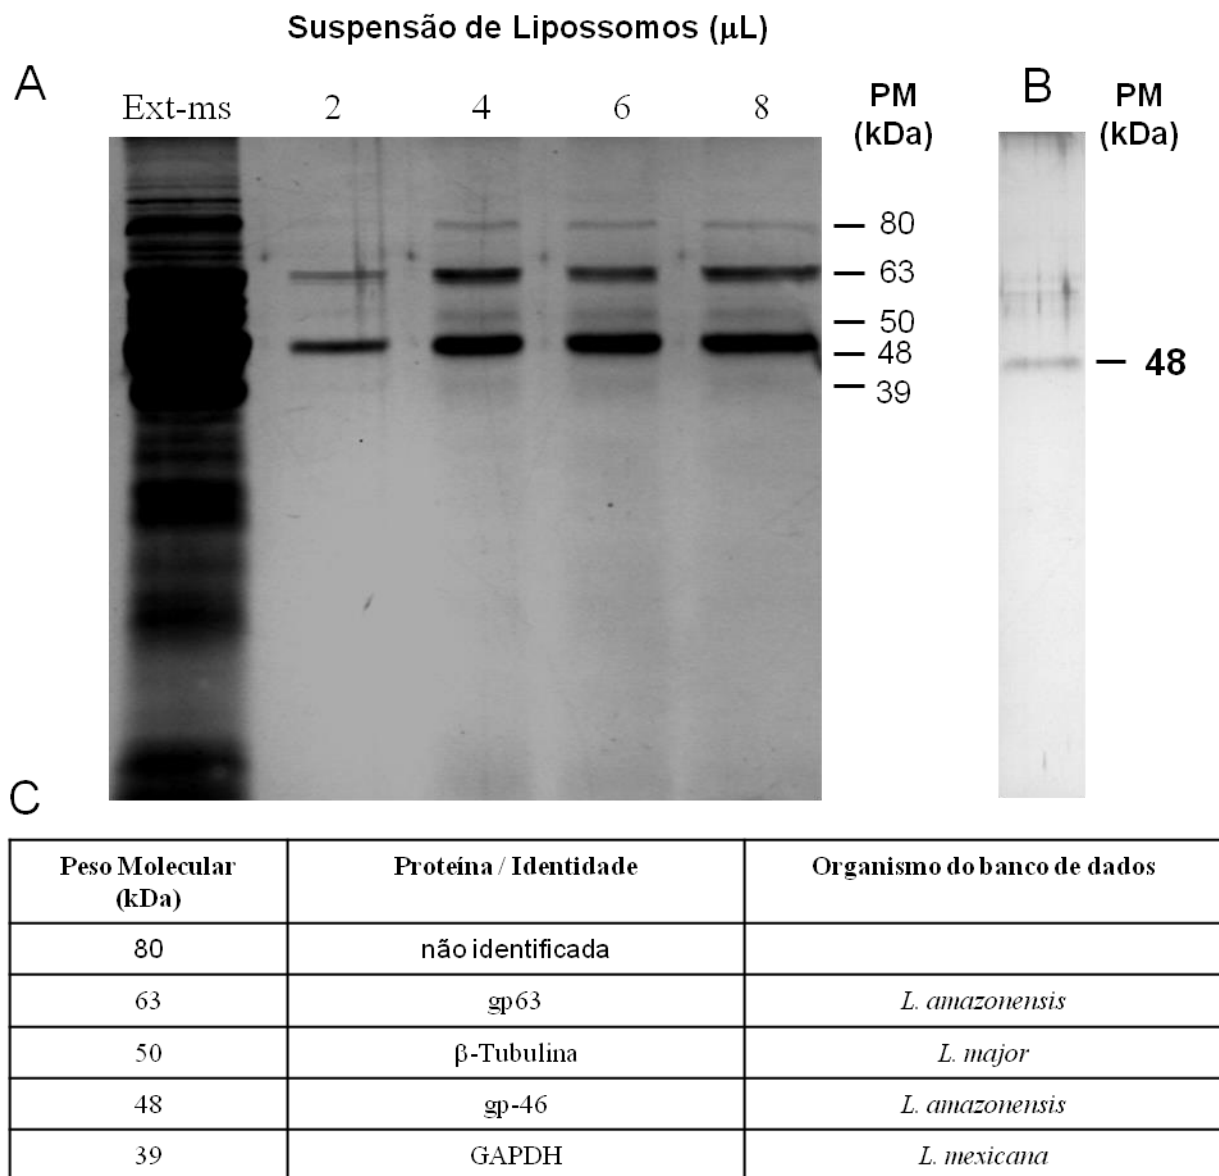 Suspensão de Lipossomos (μL)
A
Ext-ms 2 4 6 8
PM
(kDa)
80
63
50
48
39
B
PM
(kDa)
48
C
Peso Molecular
(kDa)
Proteína / Identidade
Organismo do banco de dados
80 não identificada
63 gp63 L. amazonensis
50 β-Tubulina L. major
48 gp-46 L. amazonensis
39 GAPDH L. mexicana